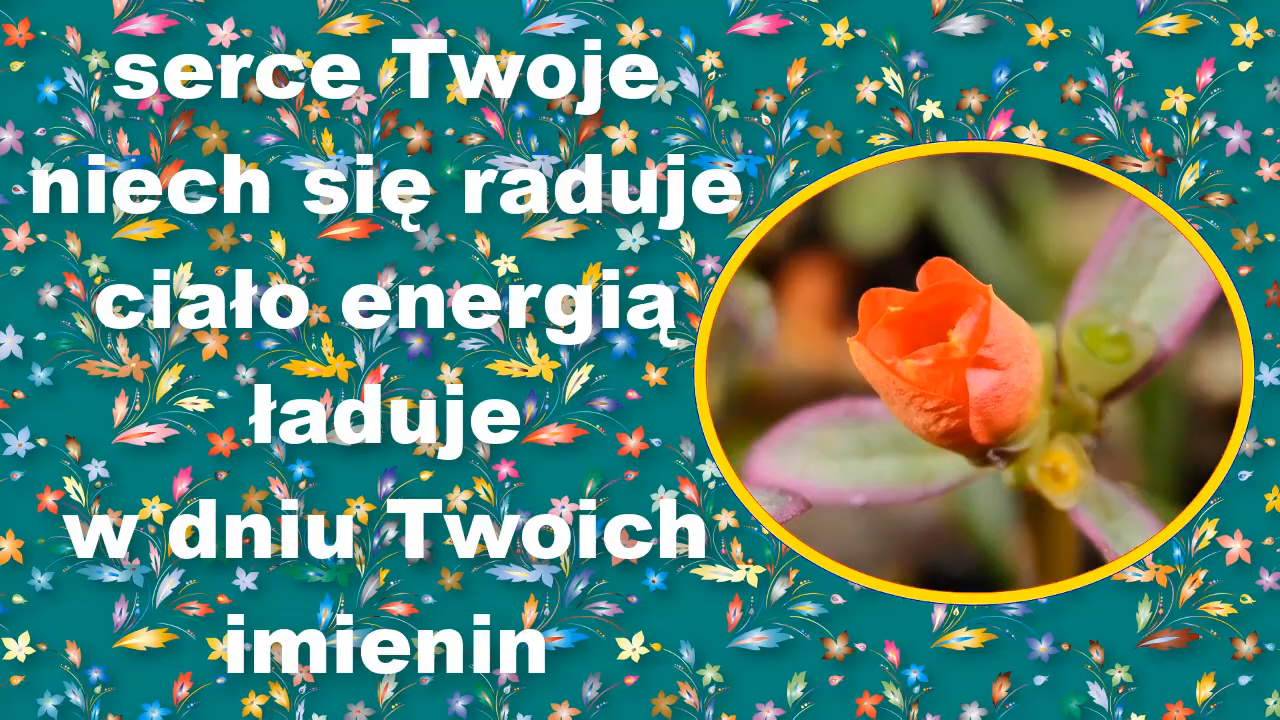 serce Twoje
niech się raduje
ciało energią
ładuje
w dniu Twoich
imienin